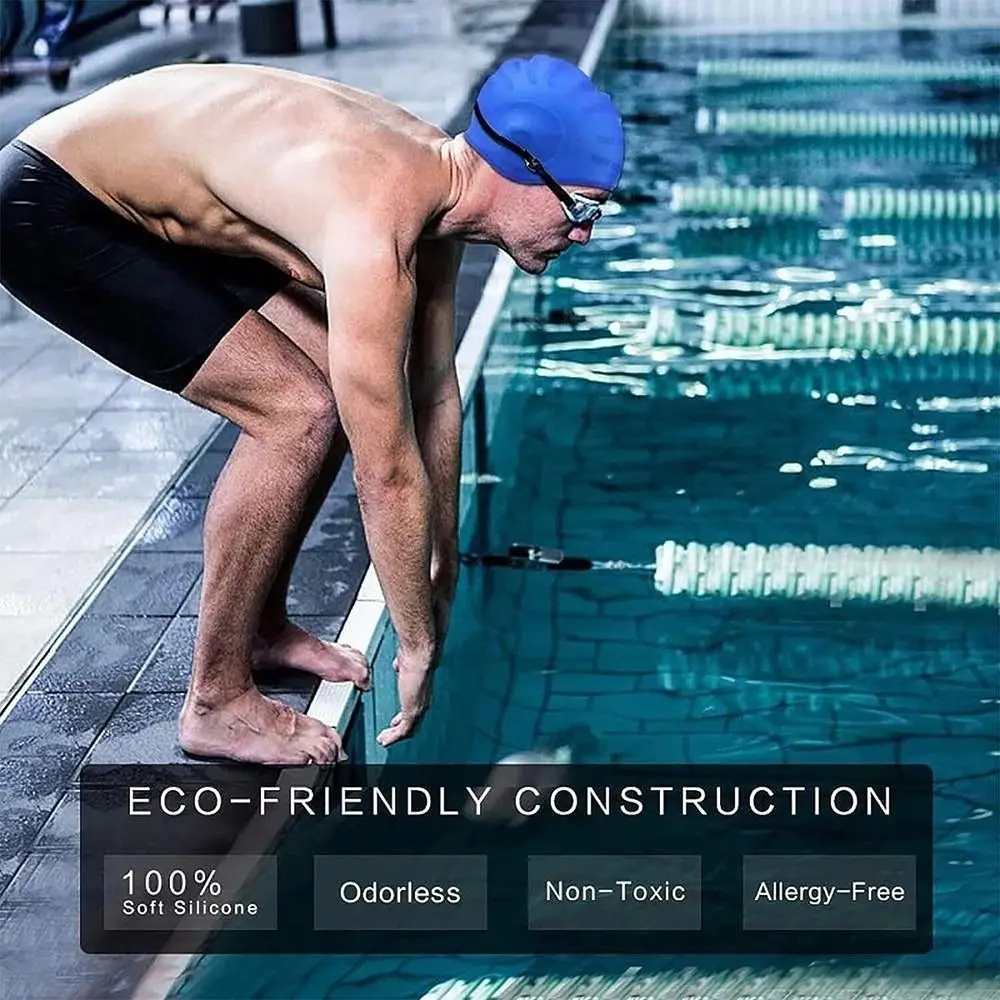 ECO-FRIENDLY CONSTRUCTION
100%
Soft Silicone
Odorless
Non-Toxic
Allergy-Free